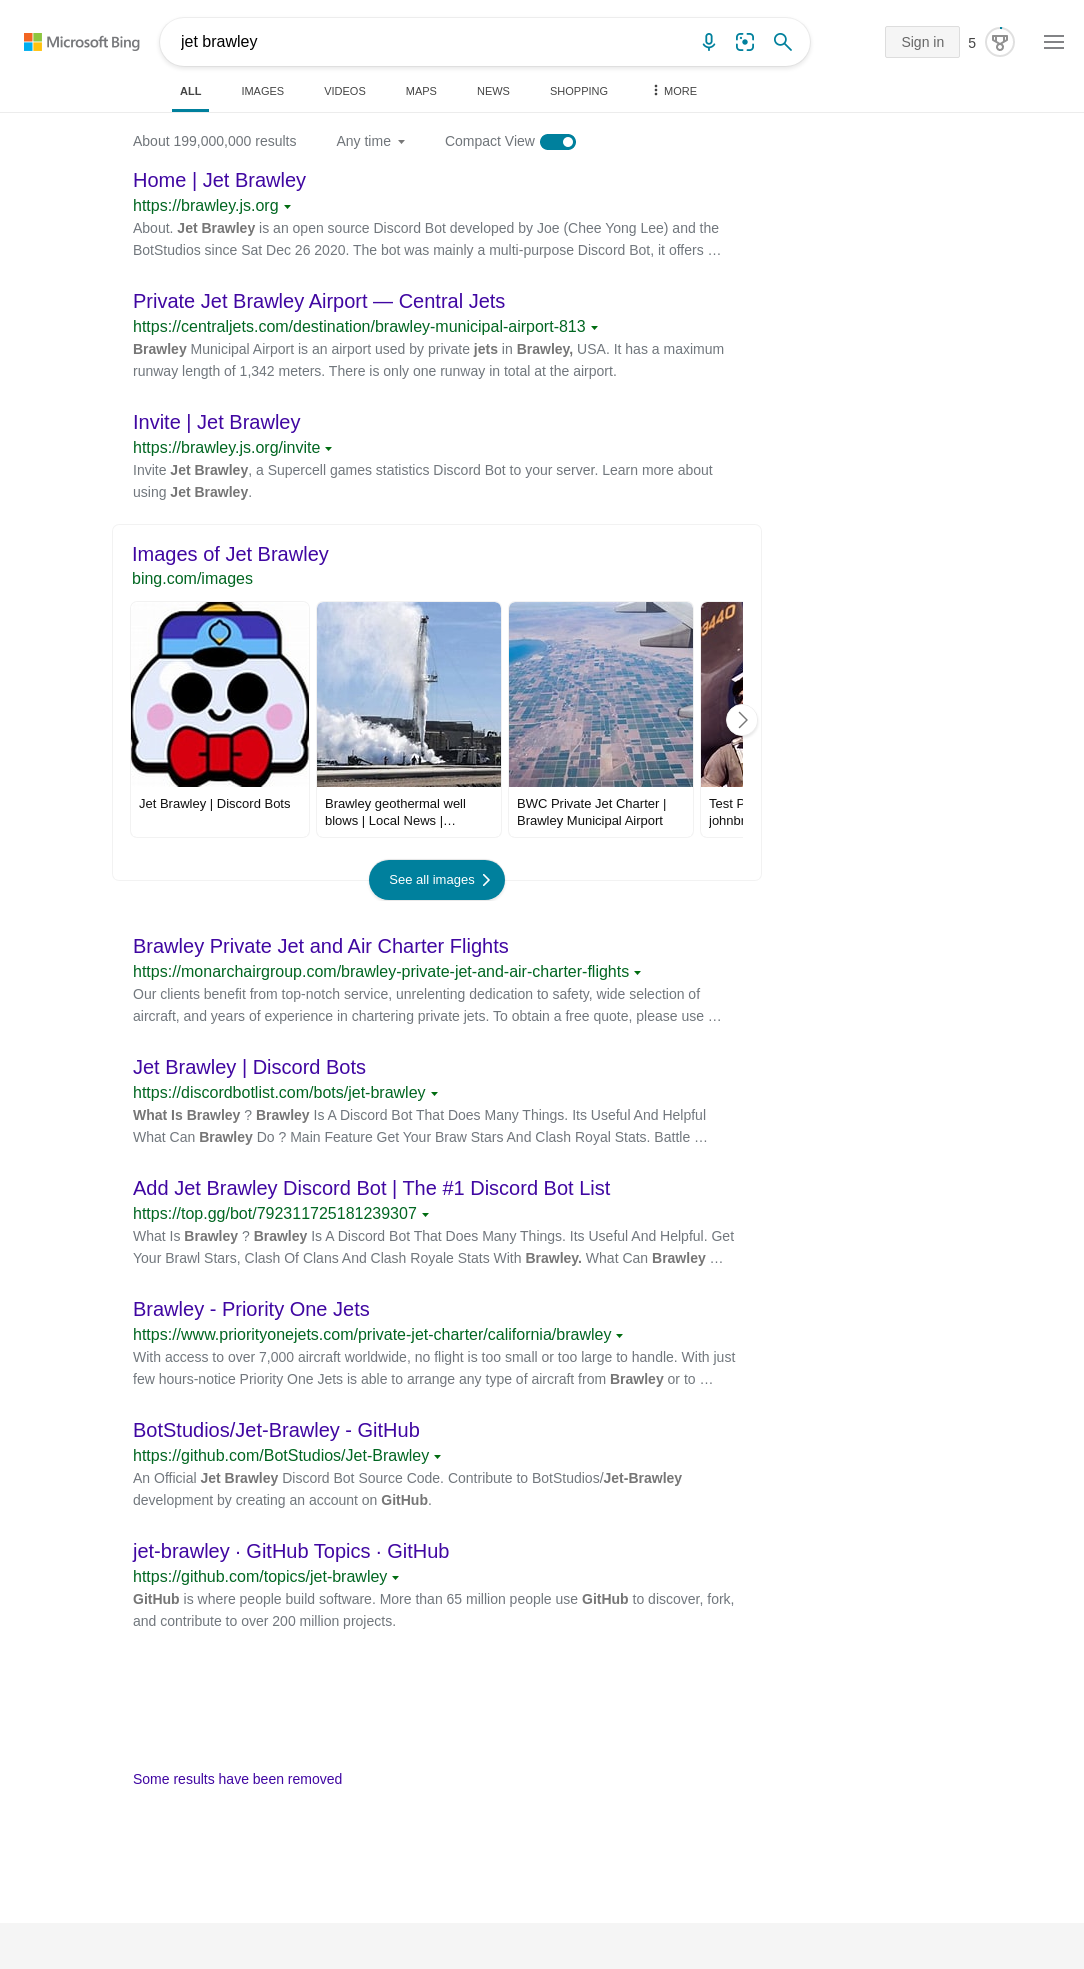 Microsoft Bing
jet brawley
Sign in
5
ALL
IMAGES
VIDEOS
MAPS
NEWS
SHOPPING
MORE
About 199,000,000 results
Any time
Compact View
Home | Jet Brawley
https://brawley.js.org
About. Jet Brawley is an open source Discord Bot developed by Joe (Chee Yong Lee) and the
BotStudios since Sat Dec 26 2020. The bot was mainly a multi-purpose Discord Bot, it offers …
Private Jet Brawley Airport — Central Jets
https://centraljets.com/destination/brawley-municipal-airport-813
Brawley Municipal Airport is an airport used by private jets in Brawley, USA. It has a maximum
runway length of 1,342 meters. There is only one runway in total at the airport.
Invite | Jet Brawley
https://brawley.js.org/invite
Invite Jet Brawley, a Supercell games statistics Discord Bot to your server. Learn more about
using Jet Brawley.
Images of Jet Brawley
bing.com/images
3440
Jet Brawley | Discord Bots
Brawley geothermal well
blows | Local News |…
BWC Private Jet Charter |
Brawley Municipal Airport
Test P
johnbr
See all images
Brawley Private Jet and Air Charter Flights
https://monarchairgroup.com/brawley-private-jet-and-air-charter-flights
Our clients benefit from top-notch service, unrelenting dedication to safety, wide selection of
aircraft, and years of experience in chartering private jets. To obtain a free quote, please use …
Jet Brawley | Discord Bots
https://discordbotlist.com/bots/jet-brawley
What Is Brawley ? Brawley Is A Discord Bot That Does Many Things. Its Useful And Helpful
What Can Brawley Do ? Main Feature Get Your Braw Stars And Clash Royal Stats. Battle …
Add Jet Brawley Discord Bot | The #1 Discord Bot List
https://top.gg/bot/792311725181239307
What Is Brawley ? Brawley Is A Discord Bot That Does Many Things. Its Useful And Helpful. Get
Your Brawl Stars, Clash Of Clans And Clash Royale Stats With Brawley. What Can Brawley …
Brawley - Priority One Jets
https://www.priorityonejets.com/private-jet-charter/california/brawley
With access to over 7,000 aircraft worldwide, no flight is too small or too large to handle. With just
few hours-notice Priority One Jets is able to arrange any type of aircraft from Brawley or to …
BotStudios/Jet-Brawley - GitHub
https://github.com/BotStudios/Jet-Brawley
An Official Jet Brawley Discord Bot Source Code. Contribute to BotStudios/Jet-Brawley
development by creating an account on GitHub.
jet-brawley · GitHub Topics · GitHub
https://github.com/topics/jet-brawley
GitHub is where people build software. More than 65 million people use GitHub to discover, fork,
and contribute to over 200 million projects.
Some results have been removed